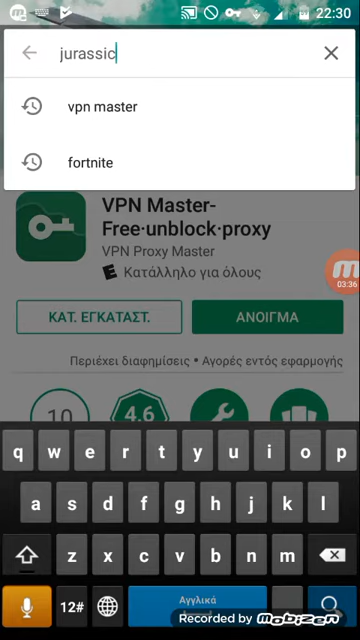 22:30
jurassic
vpn master
fortnite
VPN Master-
Free·unblock·proxy
VPN Proxy Master
E Κατάλληλο για όλους
03:36
ΚΑΤ. ΕΓΚΑΤΑΣΤ.
ΑΝΟΙΓΜΑ
Περιέχει διαφημίσεις • Αγορές εντός εφαρμογής
10
4.6
q w e r t y u i o p
a s d f g h j k l
z x c v b n m
12#
Αγγλικά
Recorded by Mobizen